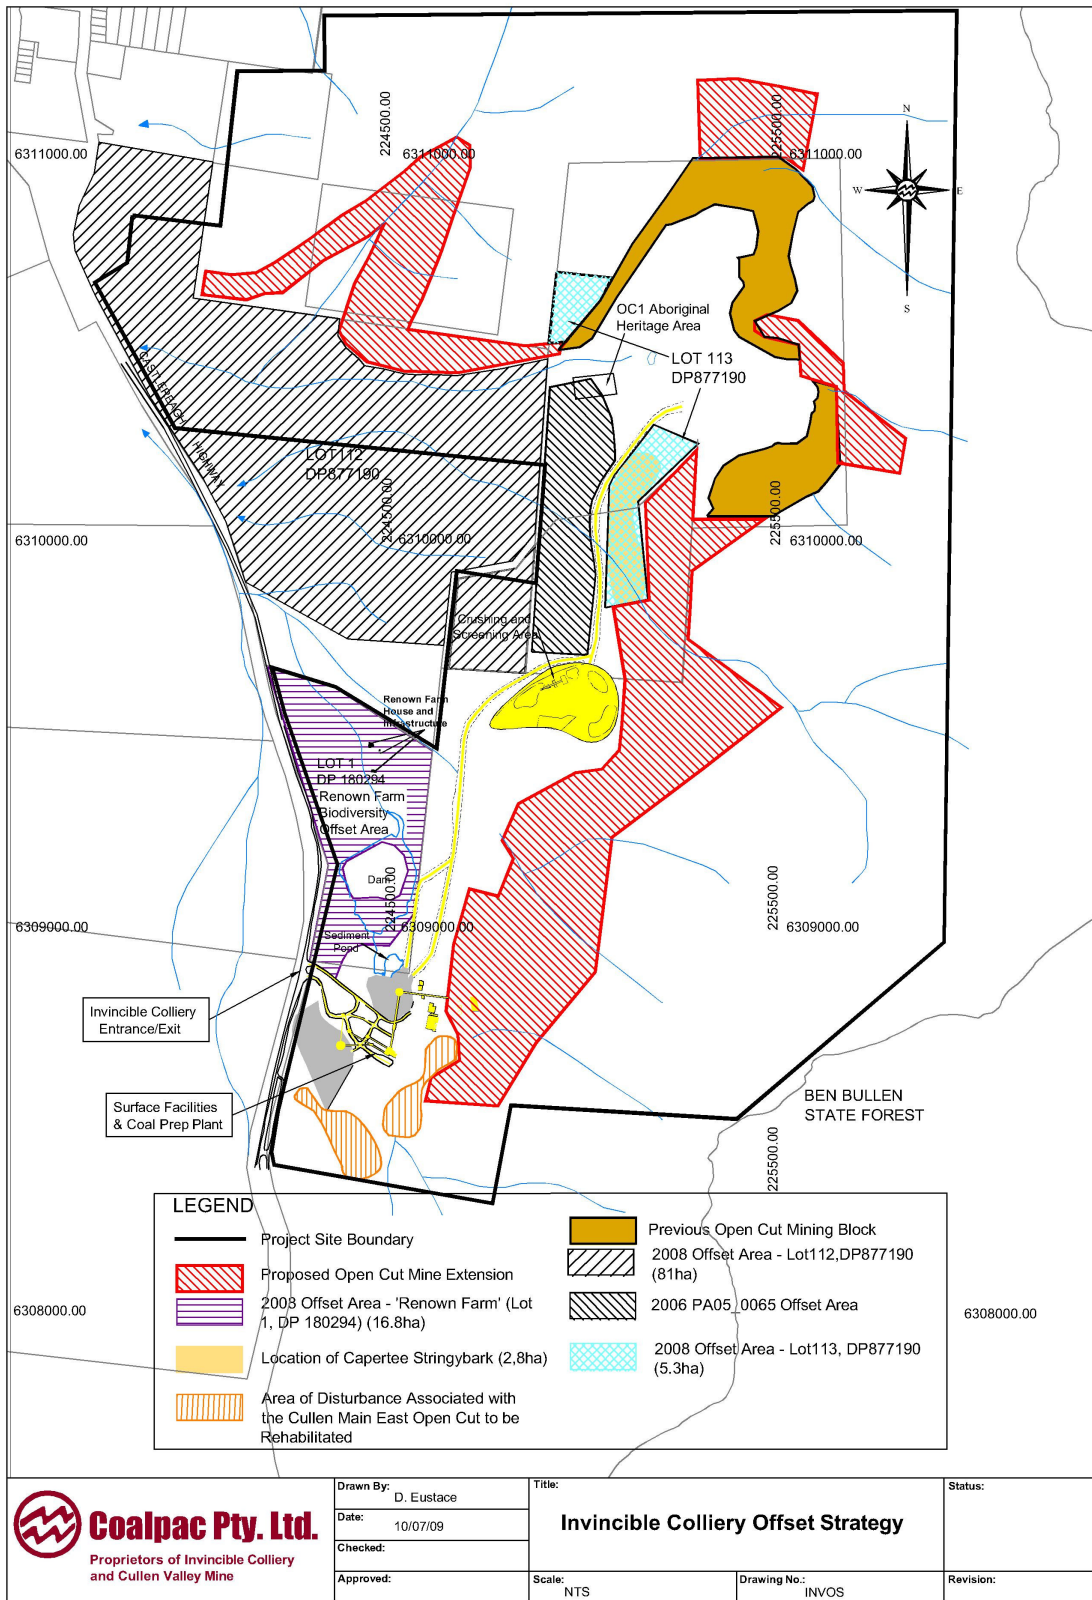 224500.00
225500.00
6311000.00
6311000.00
6311000.00
N
W
E
S
OC1 Aboriginal
Heritage Area
LOT 113
DP877190
CASTLEREAGH HIGHWAY
LOT112
DP877190
224500.00
225500.00
6310000.00
6310000.00
6310000.00
Crushing and
Screening Area
Renown Farm
House and
Infrastructure
LOT 1
DP 180294
Renown Farm
Biodiversity
Offset Area
Dam
224500.00
225500.00
6309000.00
6309000.00
6309000.00
Sediment
Pond
Invincible Colliery
Entrance/Exit
Surface Facilities
& Coal Prep Plant
BEN BULLEN
STATE FOREST
225500.00
LEGEND
Project Site Boundary
Proposed Open Cut Mine Extension
2008 Offset Area - 'Renown Farm' (Lot
1, DP 180294) (16.8ha)
Location of Capertee Stringybark (2,8ha)
Area of Disturbance Associated with
the Cullen Main East Open Cut to be
Rehabilitated
Previous Open Cut Mining Block
2008 Offset Area - Lot112,DP877190
(81ha)
2006 PA05_0065 Offset Area
2008 Offset Area - Lot113, DP877190
(5.3ha)
6308000.00
6308000.00
Coalpac Pty. Ltd.
Proprietors of Invincible Colliery
and Cullen Valley Mine
Drawn By:
D. Eustace
Date:
10/07/09
Checked:
Approved:
Title:
Invincible Colliery Offset Strategy
Scale:
NTS
Drawing No.:
INVOS
Status:
Revision: